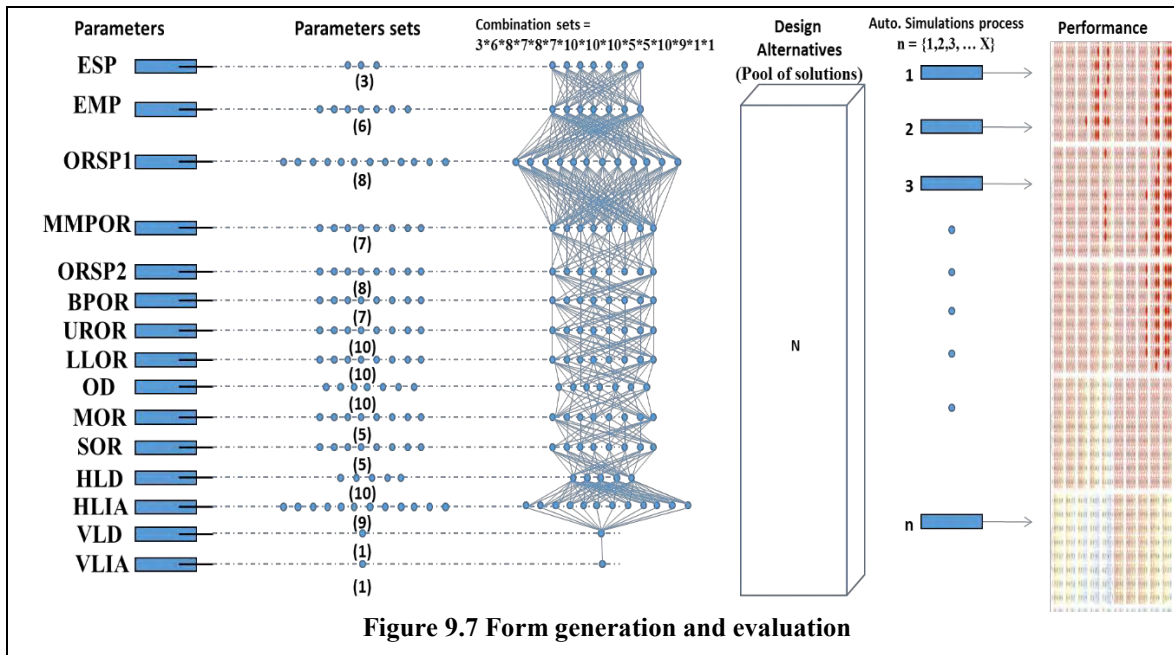 Parameters
Parameters sets
Combination sets =
3*6*8*7*8*7*10*10*10*5*5*10*9*1*1
Design
Alternatives
(Pool of solutions)
Auto. Simulations process
n = {1,2,3, ... X}
Performance
ESP
(3)
EMP
(6)
ORSP1
(8)
MMPOR
(7)
ORSP2
(8)
BPOR
(7)
UROR
(10)
LLOR
(10)
OD
(10)
MOR
(5)
SOR
(5)
HLD
(10)
HLIA
(9)
VLD
(1)
VLIA
(1)
N
1
2
3
n
Figure 9.7 Form generation and evaluation